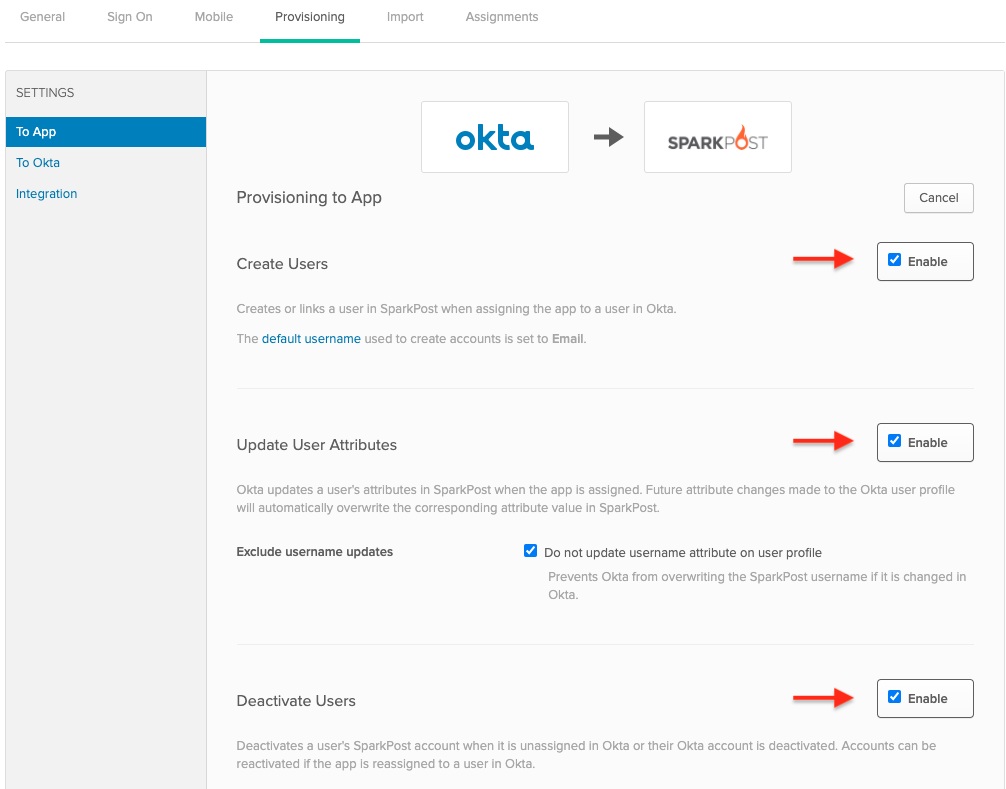 General Sign On Mobile Provisioning Import Assignments
SETTINGS
To App
To Okta
Integration
okta SPARKPOST
Provisioning to App Cancel
Create Users Enable
Creates or links a user in SparkPost when assigning the app to a user in Okta.
The default username used to create accounts is set to Email.
Update User Attributes Enable
Okta updates a user's attributes in SparkPost when the app is assigned. Future attribute changes made to the Okta user profile
will automatically overwrite the corresponding attribute value in SparkPost.
Exclude username updates Do not update username attribute on user profile
Prevents Okta from overwriting the SparkPost username if it is changed in
Okta.
Deactivate Users Enable
Deactivates a user's SparkPost account when it is unassigned in Okta or their Okta account is deactivated. Accounts can be
reactivated if the app is reassigned to a user in Okta.